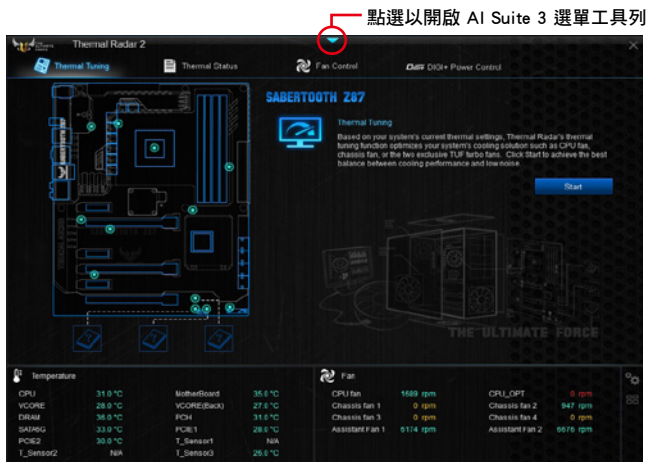 點選以開啟 AI Suite 3 選單工具列
Thermal Radar 2
Thermal Tuning
Thermal Status
Fan Control
DIGI+ Power Control
SABERTOOTH Z87
Thermal Tuning
Based on your system's current thermal settings, Thermal Radar's thermal
tuning function optimizes your system's cooling solution such as CPU fan,
chassis fan, or the two exclusive TUF turbo fans. Click Start to achieve the best
balance between cooling performance and low noise.
Start
SABERTOOTH Z87
THE ULTIMATE FORCE
Temperature
CPU 31.0 °C MotherBoard 35.0 °C
VCORE 28.0 °C VCORE(Back) 27.0 °C
DRAM 36.0 °C PCH 31.0 °C
SATA6G 33.0 °C PCIE1 28.0 °C
PCIE2 30.0 °C T_Sensor1 N/A
T_Sensor2 N/A T_Sensor3 26.0 °C
Fan
CPU fan 1689 rpm CPU_OPT 0 rpm
Chassis fan 1 0 rpm Chassis fan 2 947 rpm
Chassis fan 3 0 rpm Chassis fan 4 0 rpm
Assistant Fan 1 6174 rpm Assistant Fan 2 6676 rpm